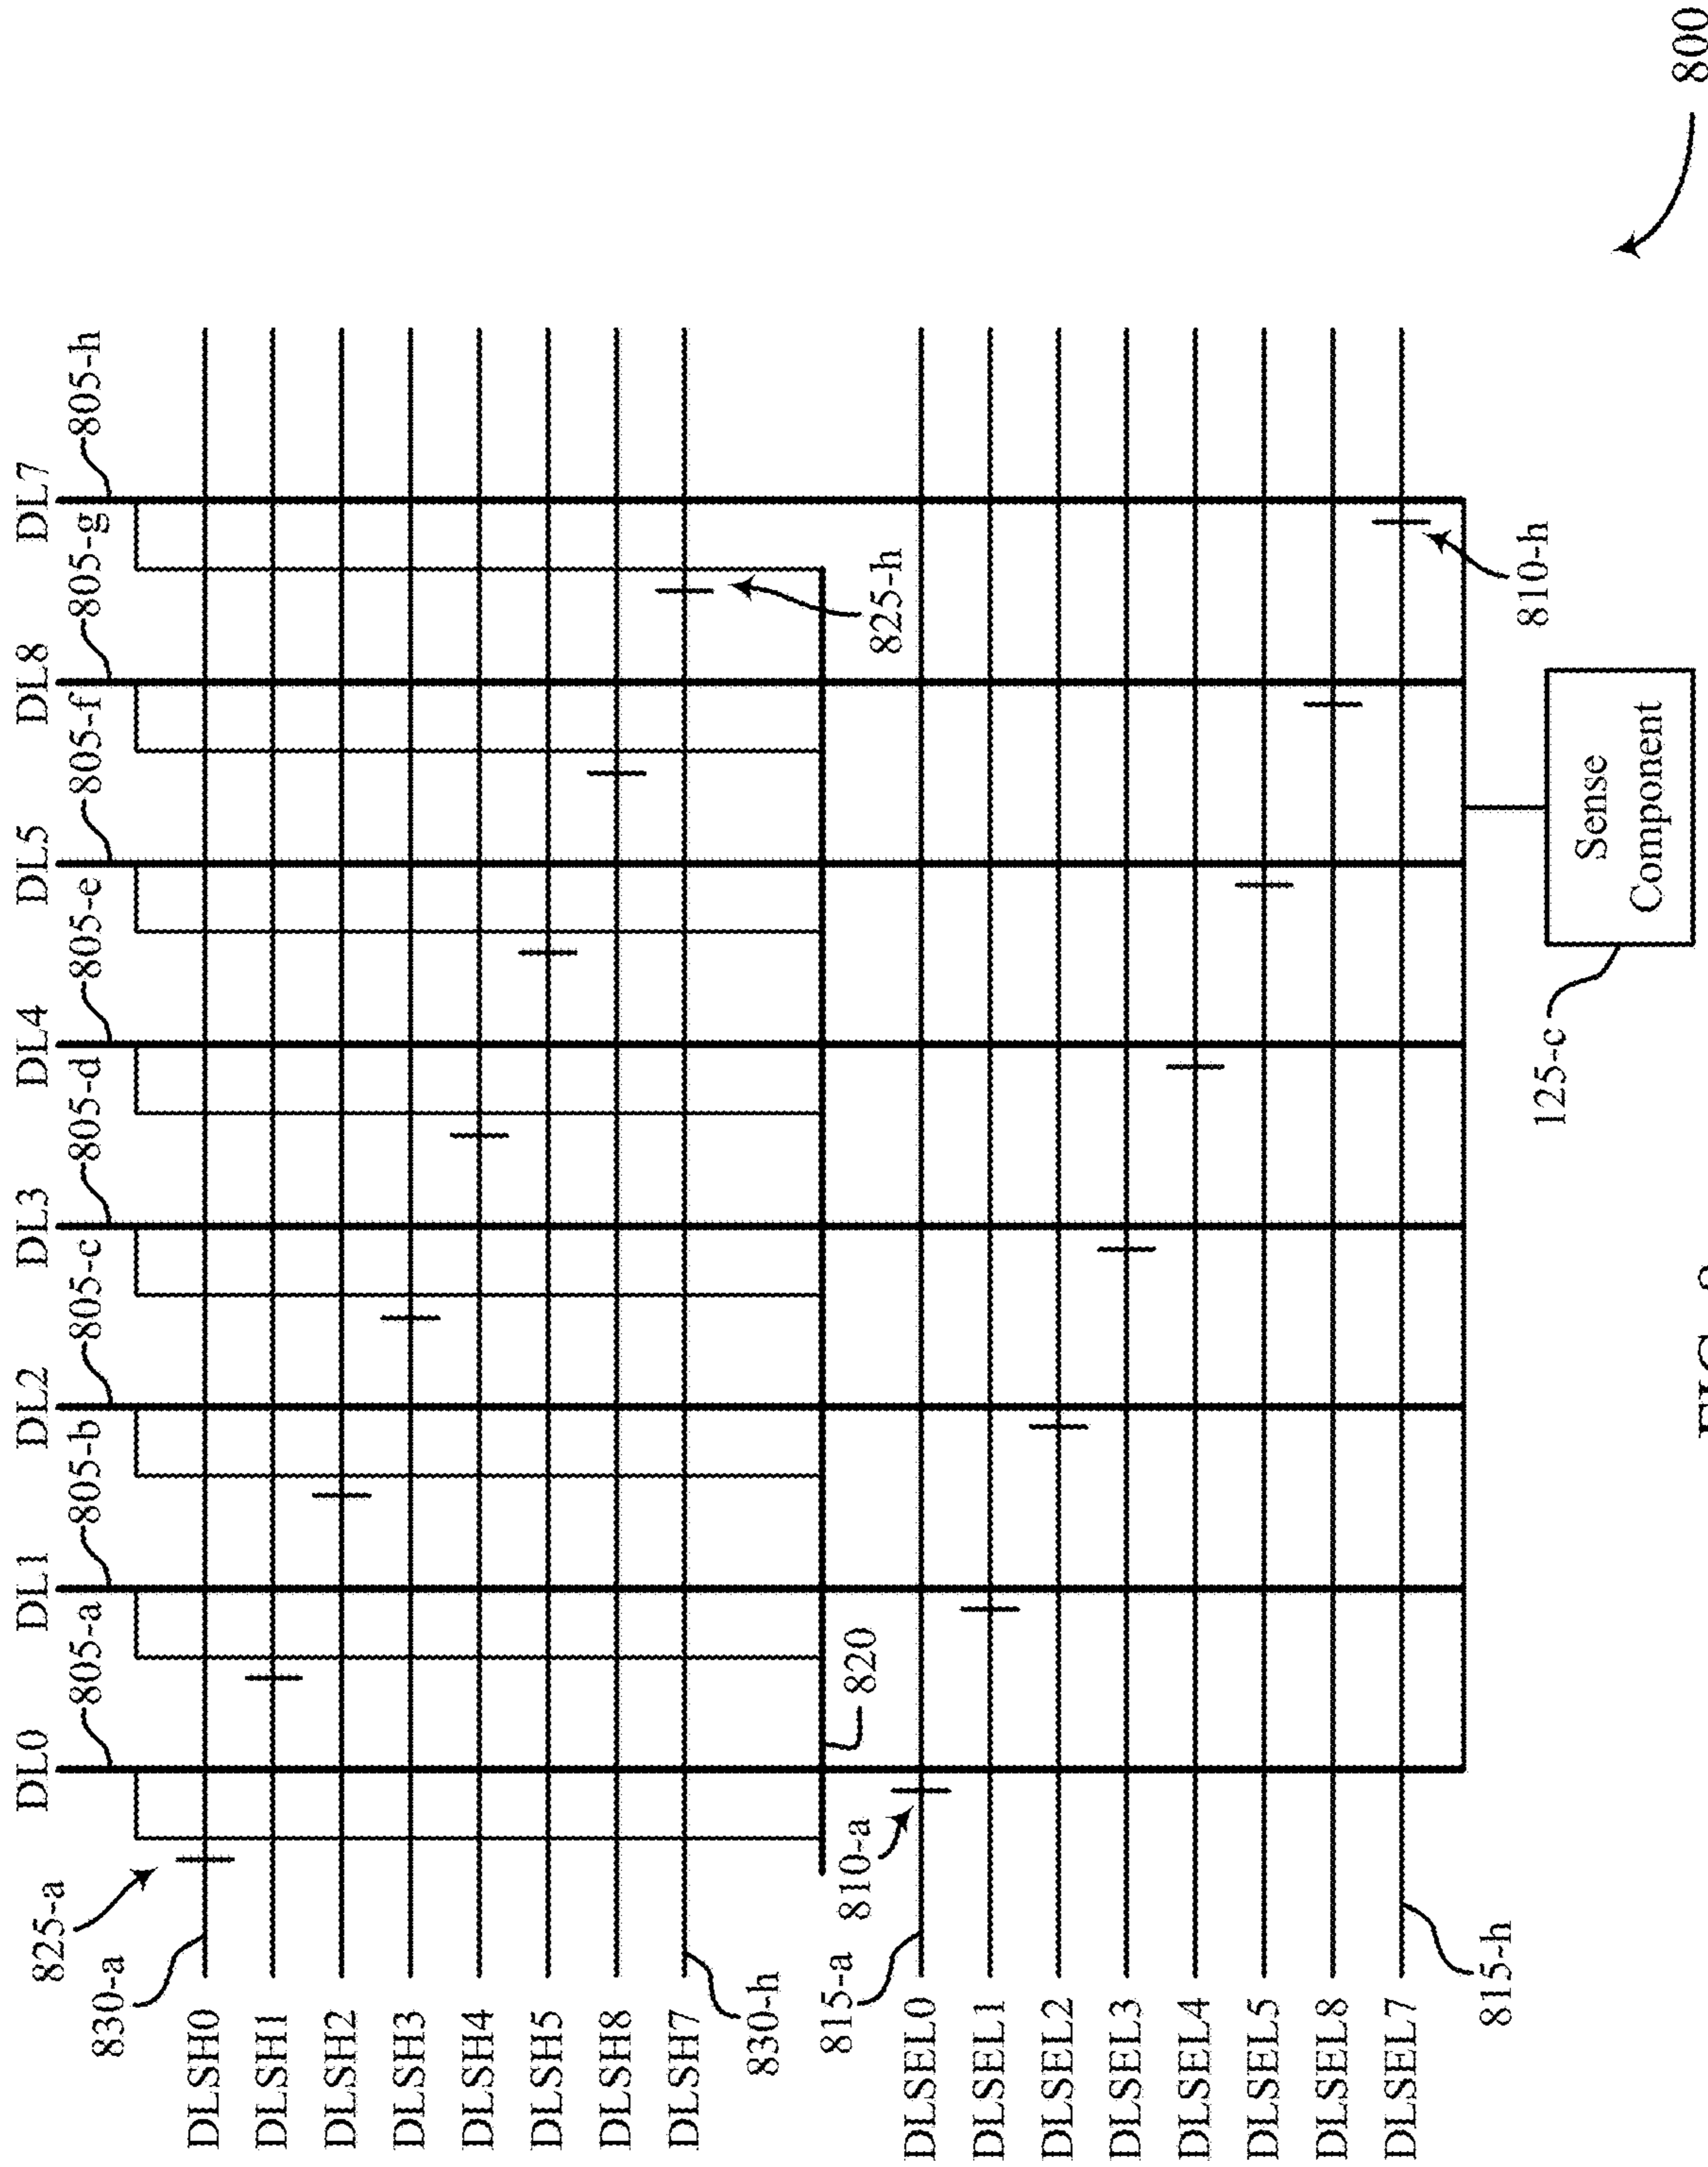 DL0
DL1
DL2
DL3
DL4
DL5
DL8
DL7
805-a
805-b
805-c
805-d
805-e
805-f
805-g
805-h
825-a
830-a
DLSH0
DLSH1
DLSH2
DLSH3
DLSH4
DLSH5
DLSH8
DLSH7
830-h
825-h
820
810-a
815-a
DLSEL0
DLSEL1
DLSEL2
DLSEL3
DLSEL4
DLSEL5
DLSEL8
DLSEL7
815-h
810-h
125-c
Sense
Component
800
FIG. 8